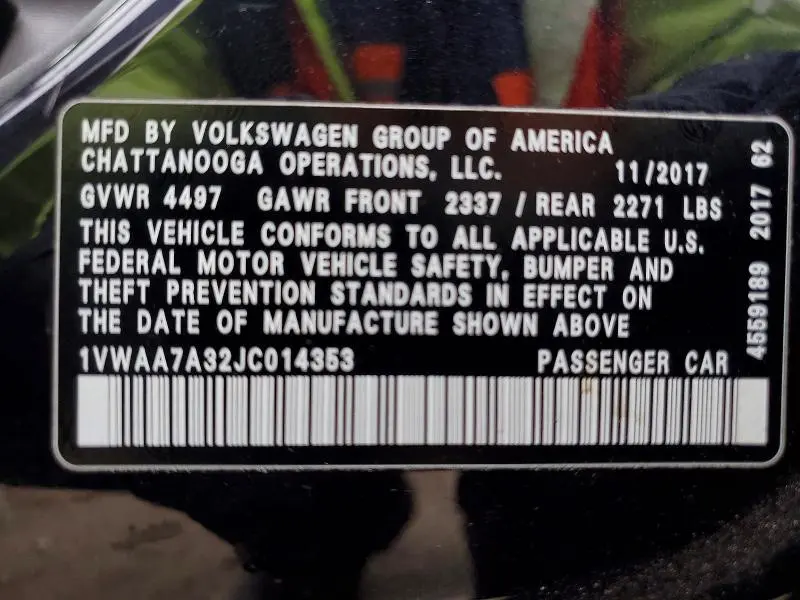 MFD BY VOLKSWAGEN GROUP OF AMERICA
CHATTANOOGA OPERATIONS, LLC. 11/2017
GVWR 4497 GAWR FRONT 2337 / REAR 2271 LBS
THIS VEHICLE CONFORMS TO ALL APPLICABLE U.S.
FEDERAL MOTOR VEHICLE SAFETY, BUMPER AND
THEFT PREVENTION STANDARDS IN EFFECT ON
THE DATE OF MANUFACTURE SHOWN ABOVE
1VWAA7A32JC014353 PASSENGER CAR
4559189 2017 62